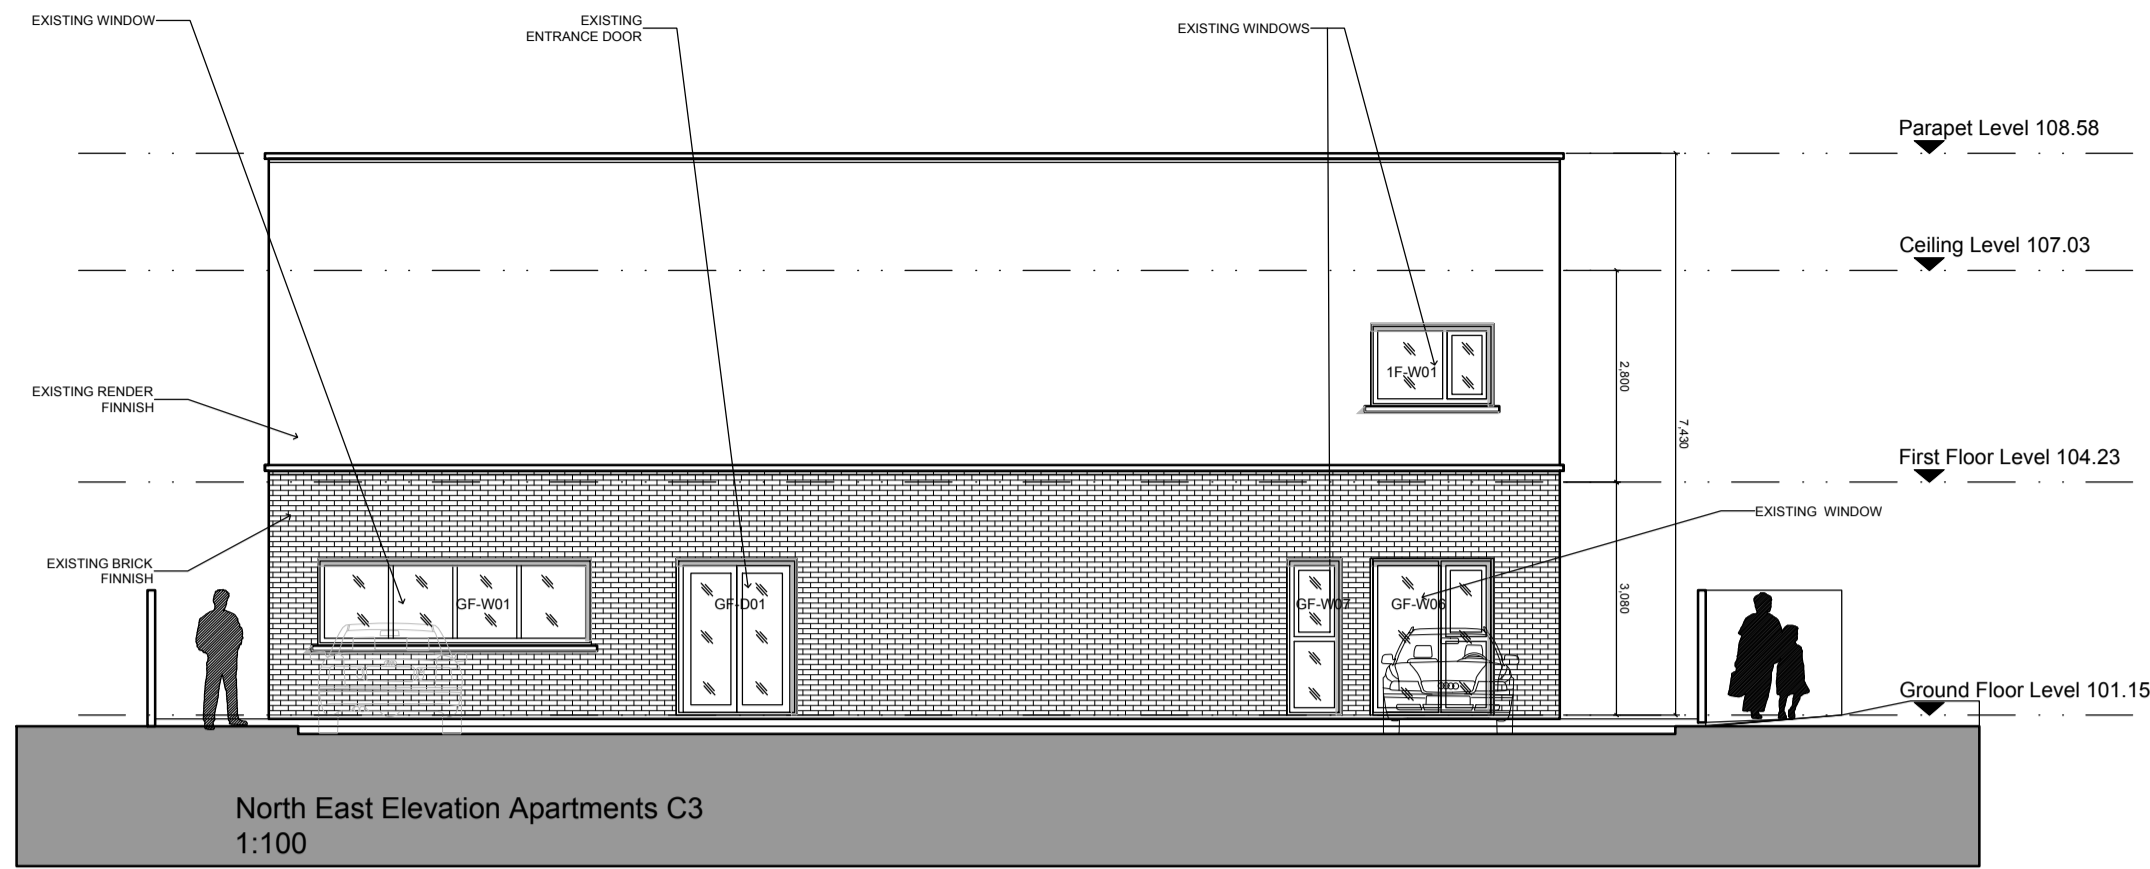 EXISTING WINDOW
EXISTING
ENTRANCE DOOR
EXISTING WINDOWS
Parapet Level 108.58
Ceiling Level 107.03
1F-W01
2,800
EXISTING RENDER
FINNISH
7,430
First Floor Level 104.23
EXISTING WINDOW
EXISTING BRICK
FINNISH
GF-W01
GF-D01
GF-W07
GF-W06
3,080
Ground Floor Level 101.15
North East Elevation Apartments C3
1:100